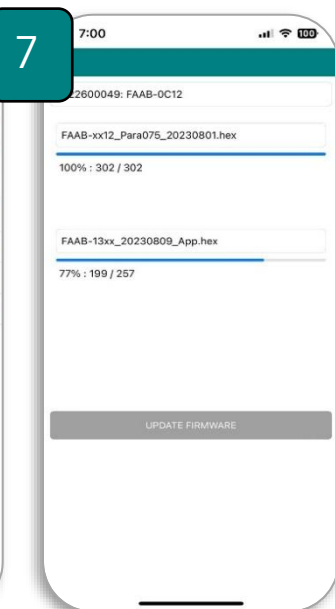 7
7:00
100
22600049: FAAB-0C12
FAAB-xx12_Para075_20230801.hex
100% : 302 / 302
FAAB-13xx_20230809_App.hex
77% : 199 / 257
UPDATE FIRMWARE